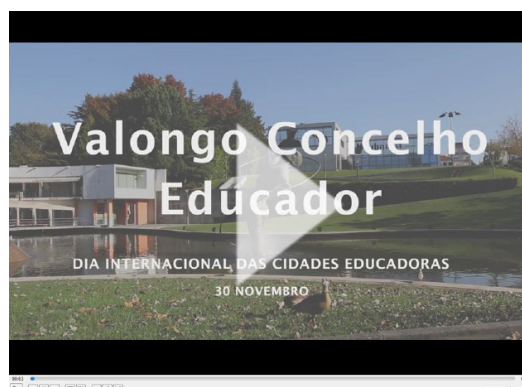 Valongo Concelho
Educador
DIA INTERNACIONAL DAS CIDADES EDUCADORAS
30 NOVEMBRO